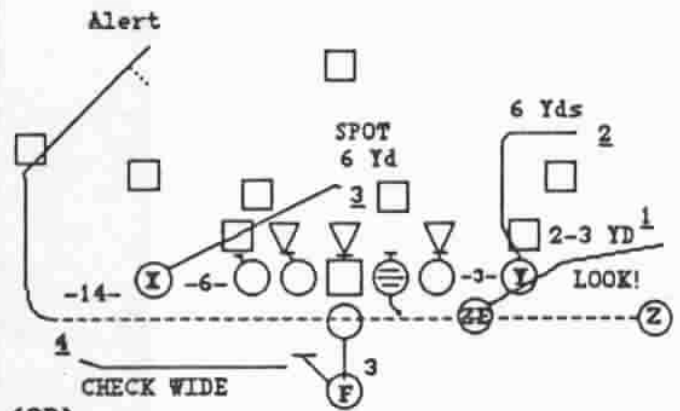 Alert
6 Yds
2
SPOT
6 Yd
3
1
2-3 YD
LOOK!
-14-
X
-6-
-3-
Y
Z
4
3
CHECK WIDE
F